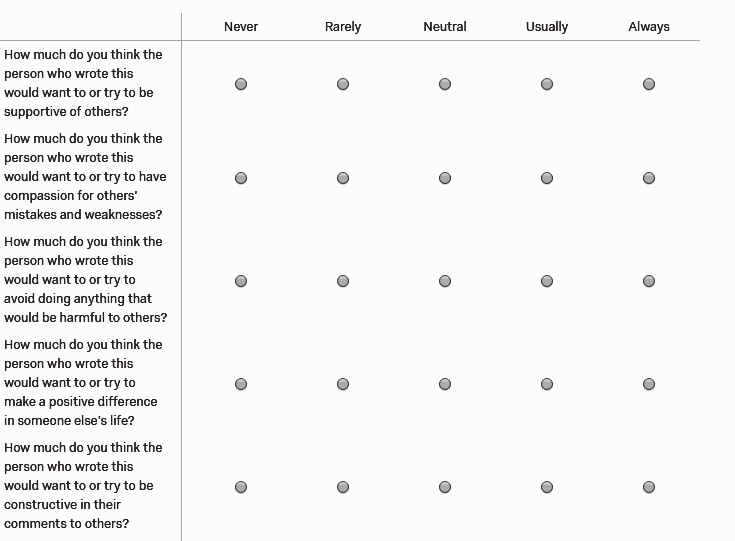 Never Rarely Neutral Usually Always
How much do you think the
person who wrote this
would want to or try to be
supportive of others?
How much do you think the
person who wrote this
would want to or try to have
compassion for others'
mistakes and weaknesses?
How much do you think the
person who wrote this
would want to or try to
avoid doing anything that
would be harmful to others?
How much do you think the
person who wrote this
would want to or try to
make a positive difference
in someone else's life?
How much do you think the
person who wrote this
would want to or try to be
constructive in their
comments to others?